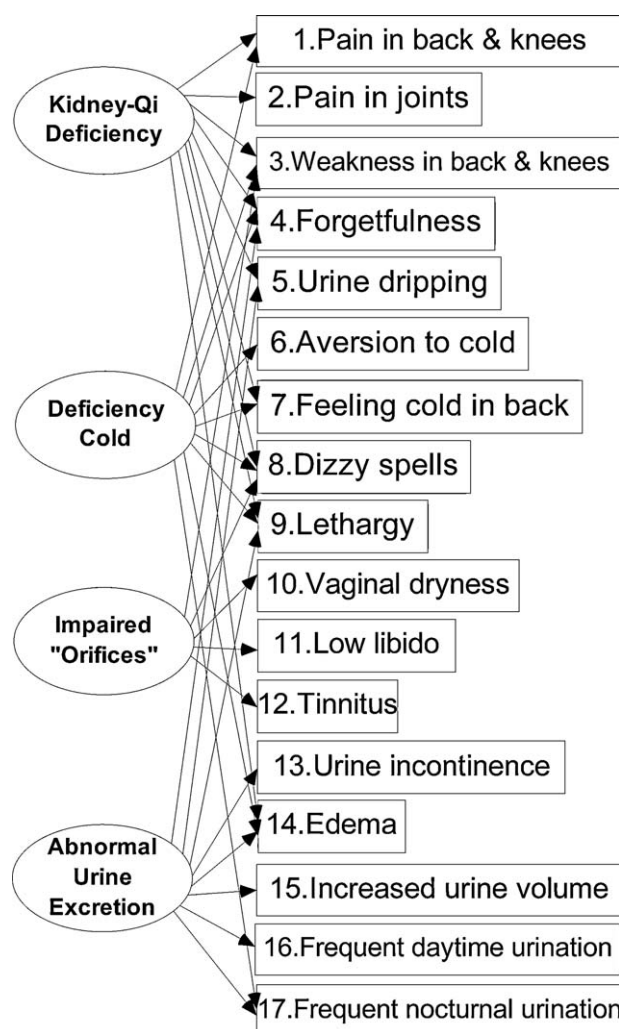 Kidney-Qi
Deficiency
Deficiency
Cold
Impaired
"Orifices"
Abnormal
Urine
Excretion
1.Pain in back & knees
2.Pain in joints
3.Weakness in back & knees
4.Forgetfulness
5.Urine dripping
6.Aversion to cold
7.Feeling cold in back
8.Dizzy spells
9.Lethargy
10.Vaginal dryness
11.Low libido
12.Tinnitus
13.Urine incontinence
14.Edema
15.Increased urine volume
16.Frequent daytime urination
17.Frequent nocturnal urination